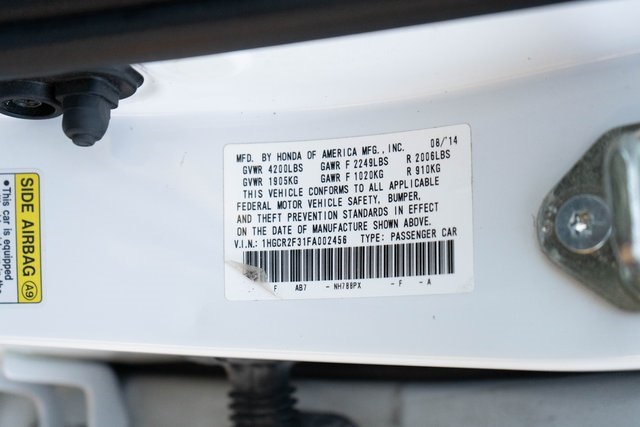 MFD. BY HONDA OF AMERICA MFG., INC. 08/14
GVWR 4200LBS GAWR F 2249LBS R 2006LBS
GVWR 1905KG GAWR F 1020KG R 910KG
THIS VEHICLE CONFORMS TO ALL APPLICABLE
FEDERAL MOTOR VEHICLE SAFETY, BUMPER,
AND THEFT PREVENTION STANDARDS IN EFFECT
ON THE DATE OF MANUFACTURE SHOWN ABOVE.
V.I.N.: 1HGCR2F31FA002456 TYPE: PASSENGER CAR
F AB7 - NH788PX - F - A
SIDE AIRBAG A9
• This car is equipped